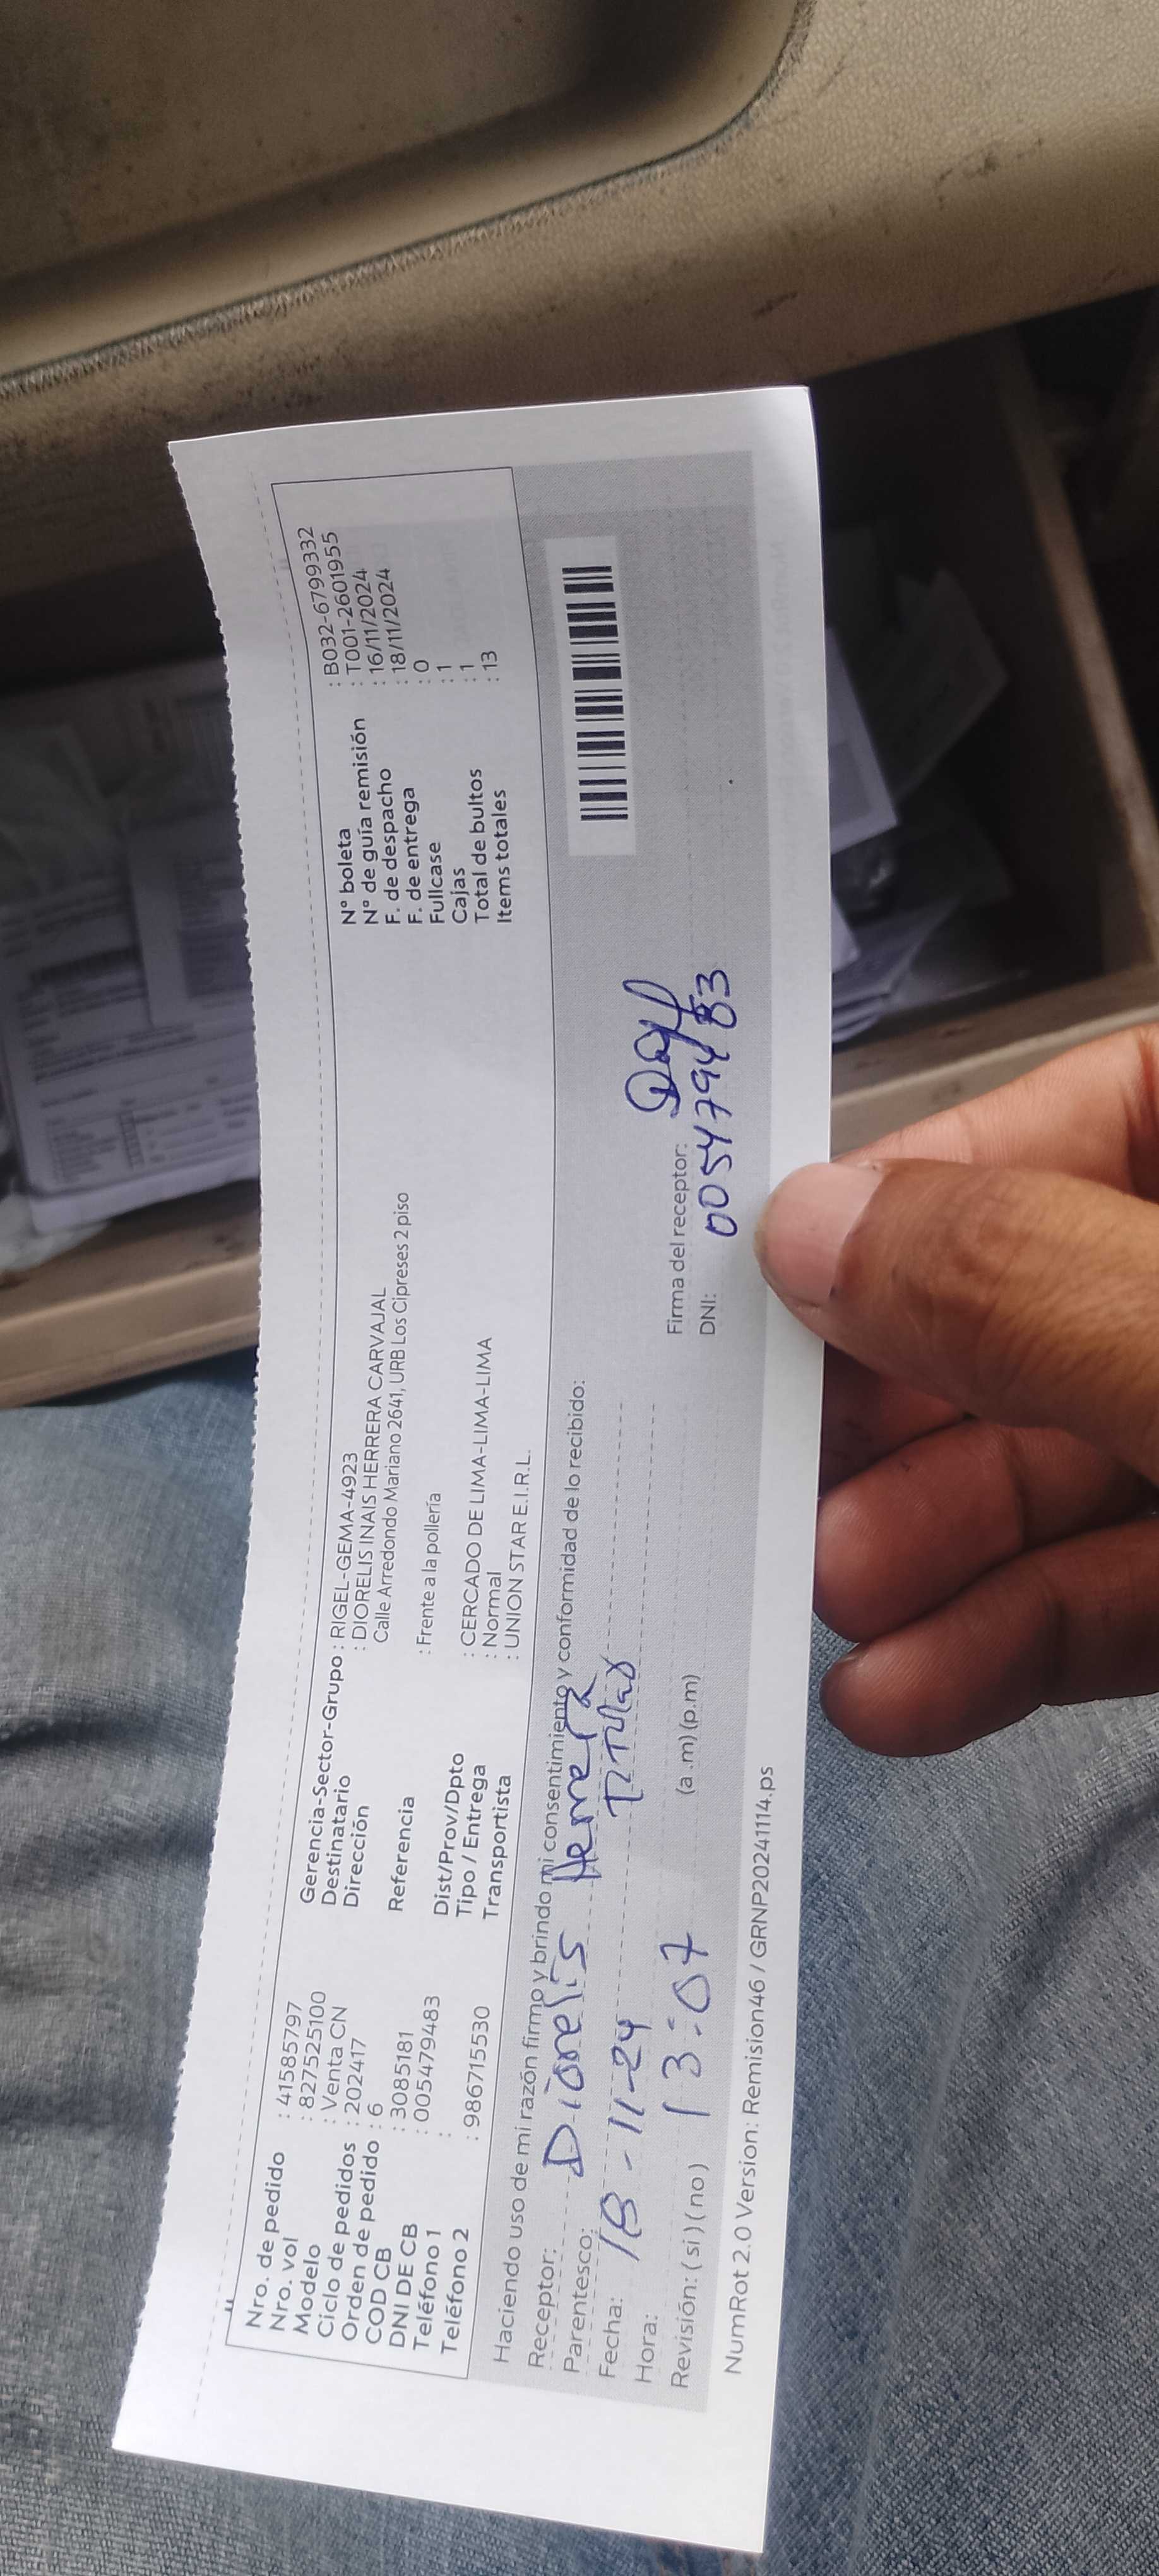 Nro. de pedido : 41585797
Nro. vol : 827525100
Modelo : Venta CN
Ciclo de pedidos : 202417
Orden de pedido : 6
COD CB : 3085181
DNI DE CB : 005479483
Teléfono 1 :
Teléfono 2 : 986715530
Gerencia-Sector-Grupo : RIGEL-GEMA-4923
Destinatario : DIORELIS INAIS HERRERA CARVAJAL
Dirección Calle Arredondo Mariano 2641, URB Los Cipreses 2 piso
Referencia : Frente a la pollería
Dist/Prov/Dpto : CERCADO DE LIMA-LIMA-LIMA
Tipo / Entrega : Normal
Transportista : UNION STAR E.I.R.L.
N° boleta : B032-6799332
N° de guía remisión : T001-2601955
F. de despacho : 16/11/2024
F. de entrega : 18/11/2024
Fullcase : 0
Cajas : 1
Total de bultos : 1
Items totales : 13
Haciendo uso de mi razón firmo y brindo mi consentimiento y conformidad de lo recibido:
Receptor: Diorelis Herrera
Parentesco: Titular
Fecha: 18-11-24
Hora: 13:07
Revisión: ( si ) ( no ) (a .m) (p.m)
Firma del receptor:
DNI: 005479483
NumRot 2.0 Version: Remision46 / GRNP20241114.ps